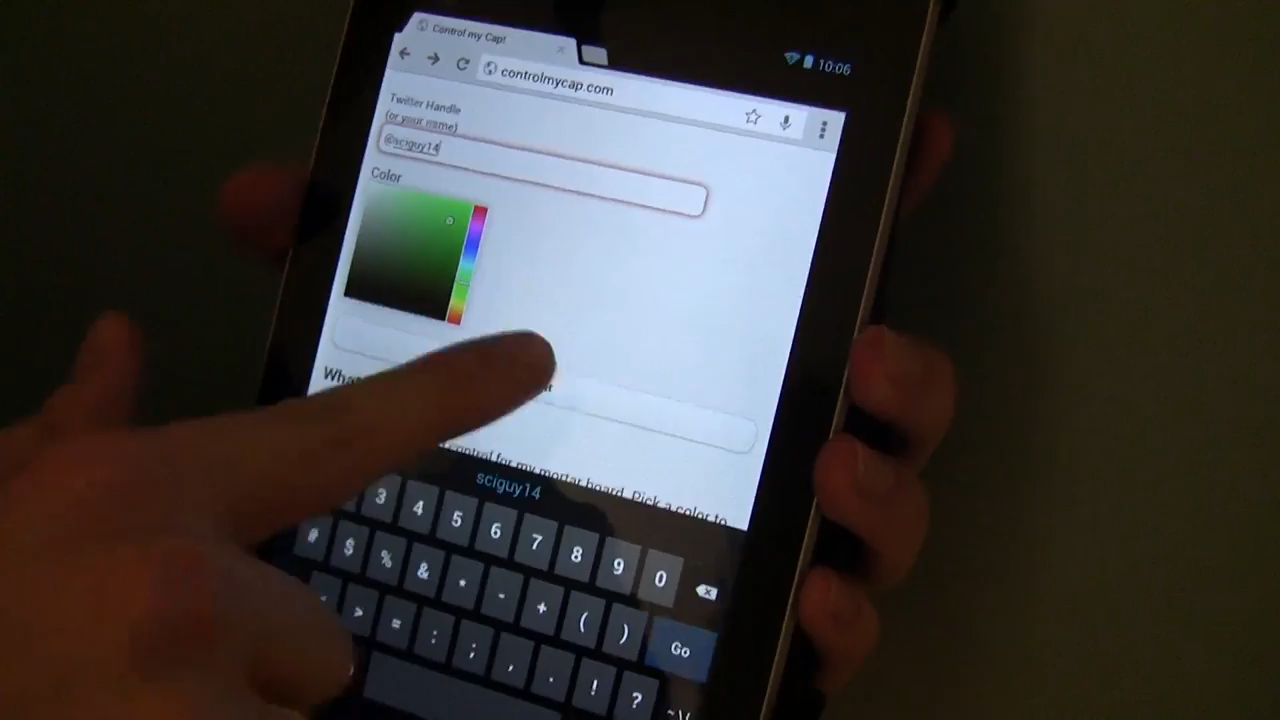 Control my Cap!
10:06
controlmycap.com
Twitter Handle
(or your name)
@sciguy14
Color
control for my mortar board. Pick a color to
sciguy14
3 4 5 6 7 8 9 0
# $ % & * - + ( )
> = : ; , . ! ?
Go